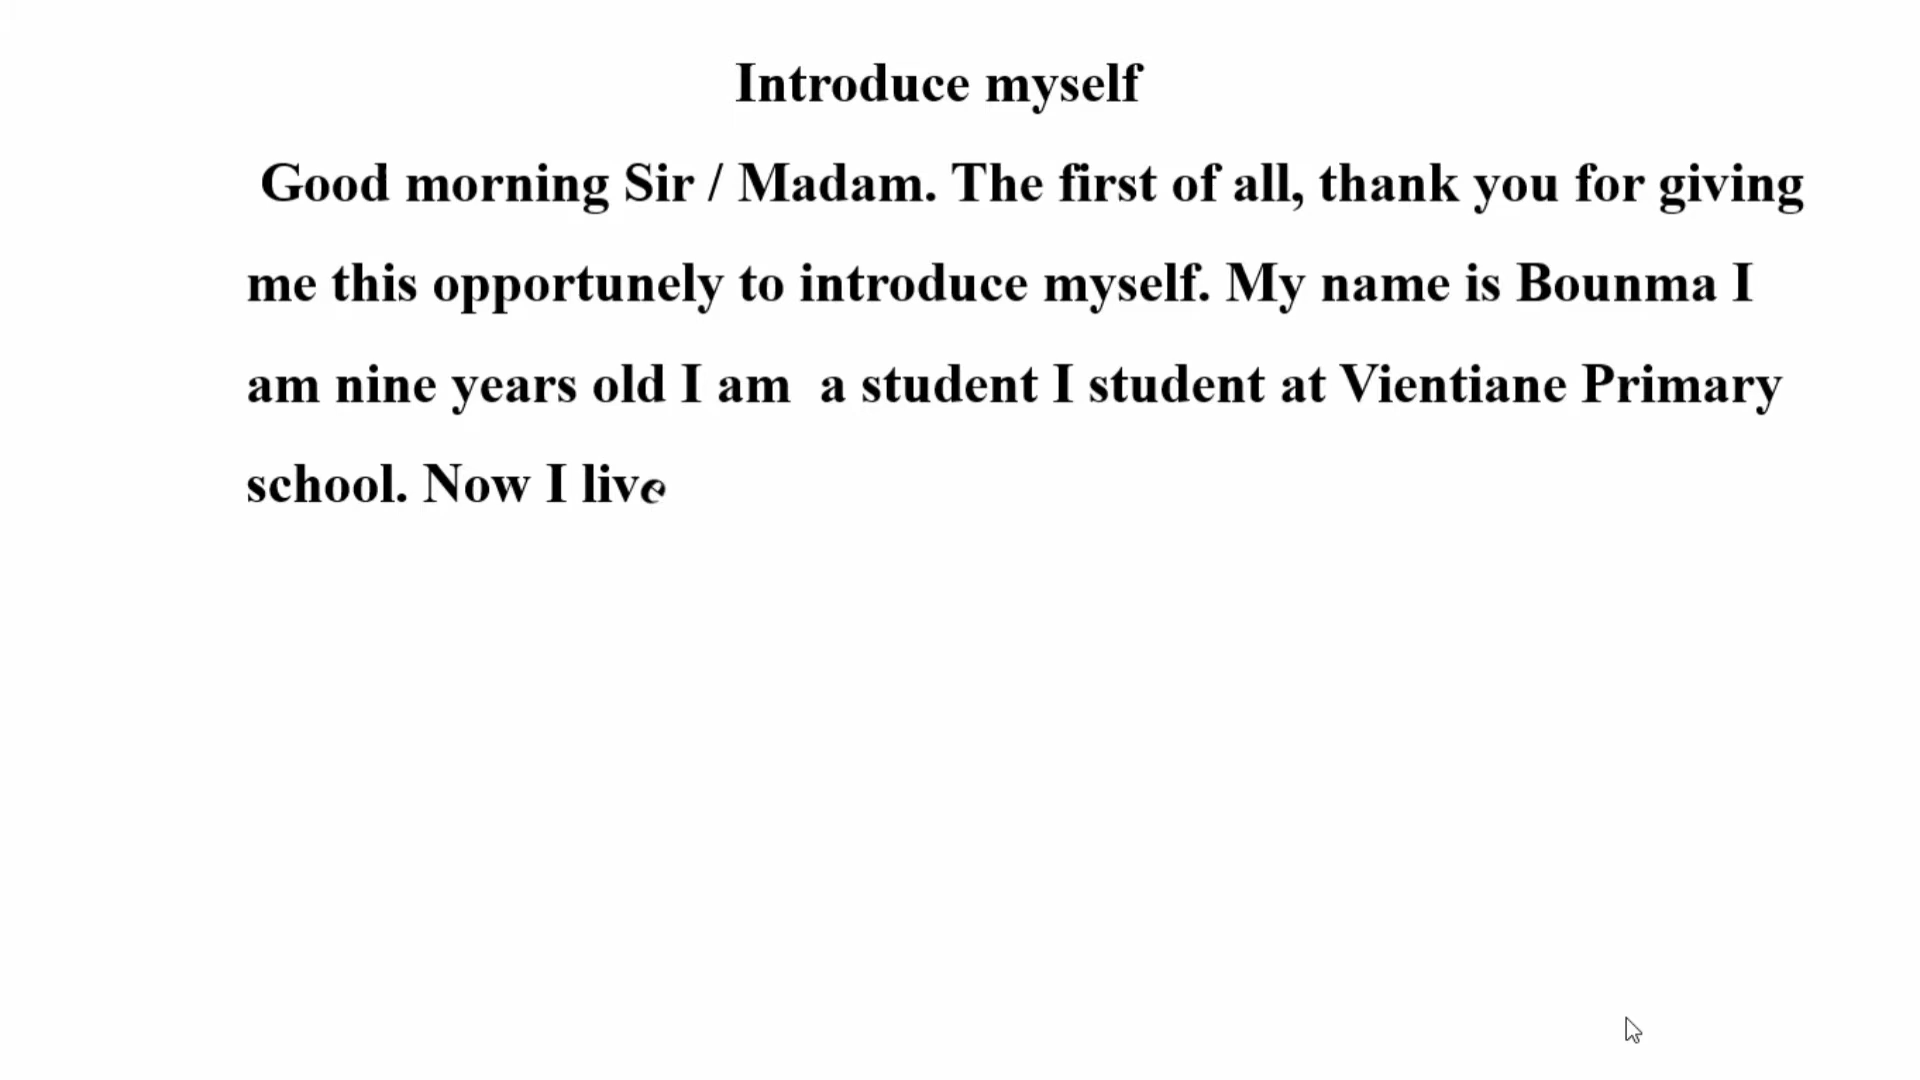 Introduce myself
Good morning Sir / Madam. The first of all, thank you for giving
me this opportunely to introduce myself. My name is Bounma I
am nine years old I am  a student I student at Vientiane Primary
school. Now I live